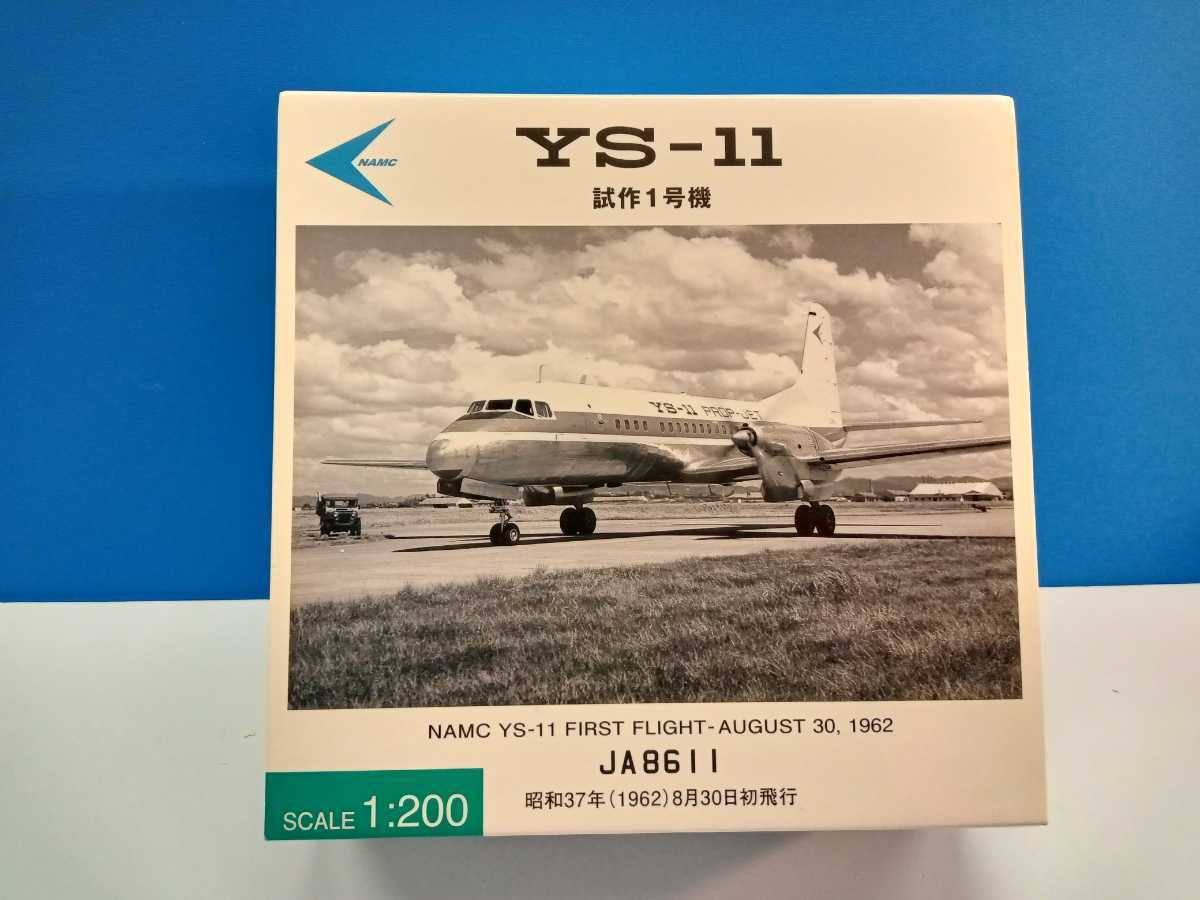 NAMC
YS-11
試作1号機
YS-11 PROP-JET
NAMC YS-11 FIRST FLIGHT-AUGUST 30, 1962
JA8611
昭和37年(1962)8月30日初飛行
SCALE 1:200